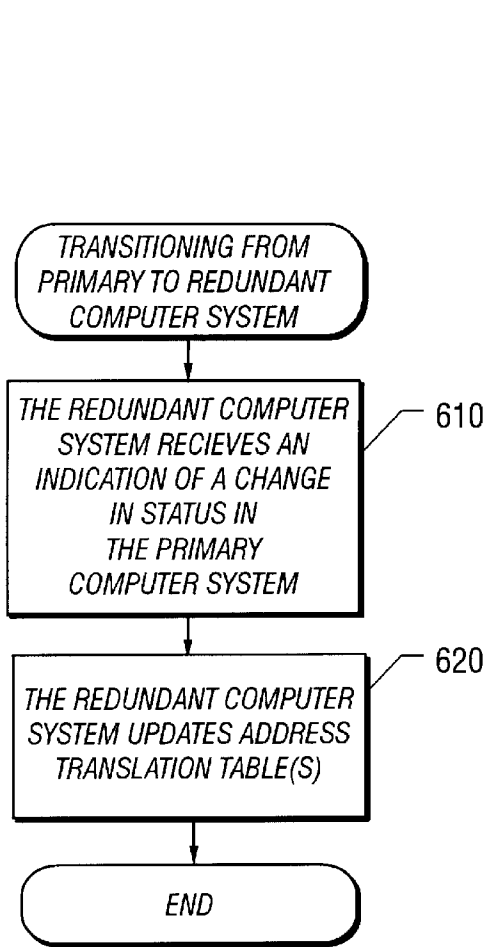 TRANSITIONING FROM
PRIMARY TO REDUNDANT
COMPUTER SYSTEM
THE REDUNDANT COMPUTER
SYSTEM RECIEVES AN
INDICATION OF A CHANGE
IN STATUS IN
THE PRIMARY
COMPUTER SYSTEM
610
THE REDUNDANT COMPUTER
SYSTEM UPDATES ADDRESS
TRANSLATION TABLE(S)
620
END